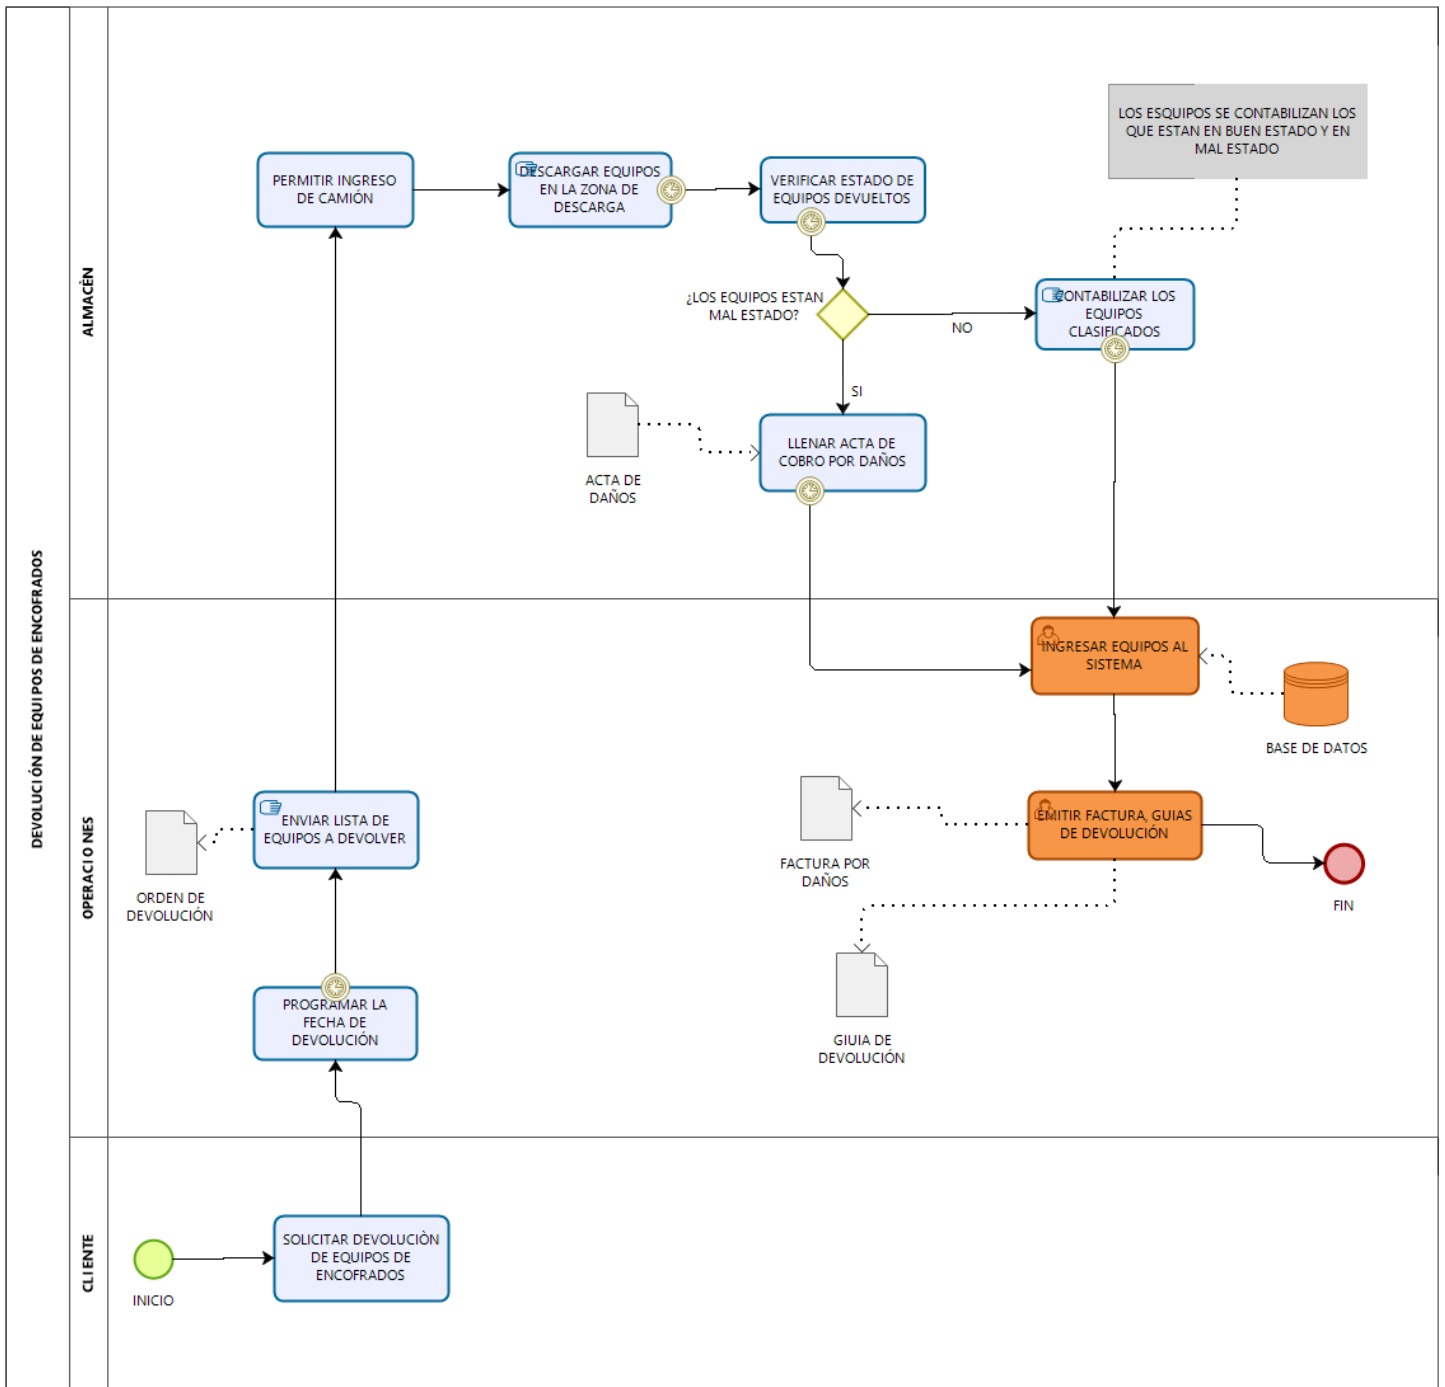 DEVOLUCIÓN DE EQUIPOS DE ENCOFRADOS
ALMACÈN
LOS ESQUIPOS SE CONTABILIZAN LOS
QUE ESTAN EN BUEN ESTADO Y EN
MAL ESTADO
PERMITIR INGRESO
DE CAMIÓN
DESCARGAR EQUIPOS
EN LA ZONA DE
DESCARGA
VERIFICAR ESTADO DE
EQUIPOS DEVUELTOS
¿LOS EQUIPOS ESTAN
MAL ESTADO?
NO
CONTABILIZAR LOS
EQUIPOS
CLASIFICADOS
SI
ACTA DE
DAÑOS
LLENAR ACTA DE
COBRO POR DAÑOS
OPERACIONES
INGRESAR EQUIPOS AL
SISTEMA
BASE DE DATOS
ENVIAR LISTA DE
EQUIPOS A DEVOLVER
ORDEN DE
DEVOLUCIÓN
EMITIR FACTURA, GUIAS
DE DEVOLUCIÓN
FACTURA POR
DAÑOS
FIN
GIUIA DE
DEVOLUCIÓN
PROGRAMAR LA
FECHA DE
DEVOLUCIÓN
CLIENTE
SOLICITAR DEVOLUCIÒN
DE EQUIPOS DE
ENCOFRADOS
INICIO